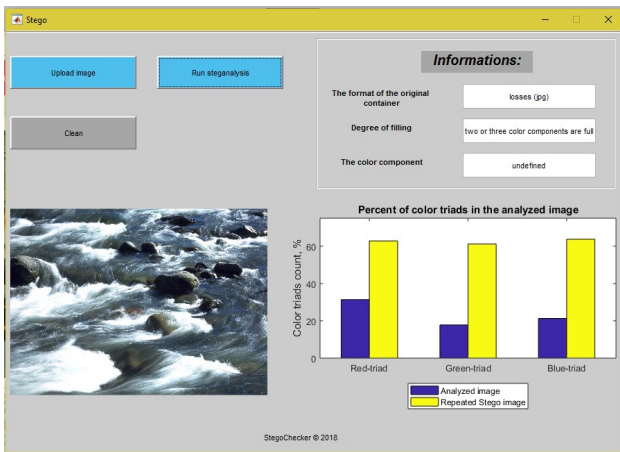 Stego
Upload image
Run steganalysis
Clean
Informations:
The format of the original
container
losses (jpg)
Degree of filling
two or three color components are full
The color component
undefined
Percent of color triads in the analyzed image
Color triads count, %
60
40
20
0
Red-triad
Green-triad
Blue-triad
Analyzed image
Repeated Stego image
StegoChecker © 2018